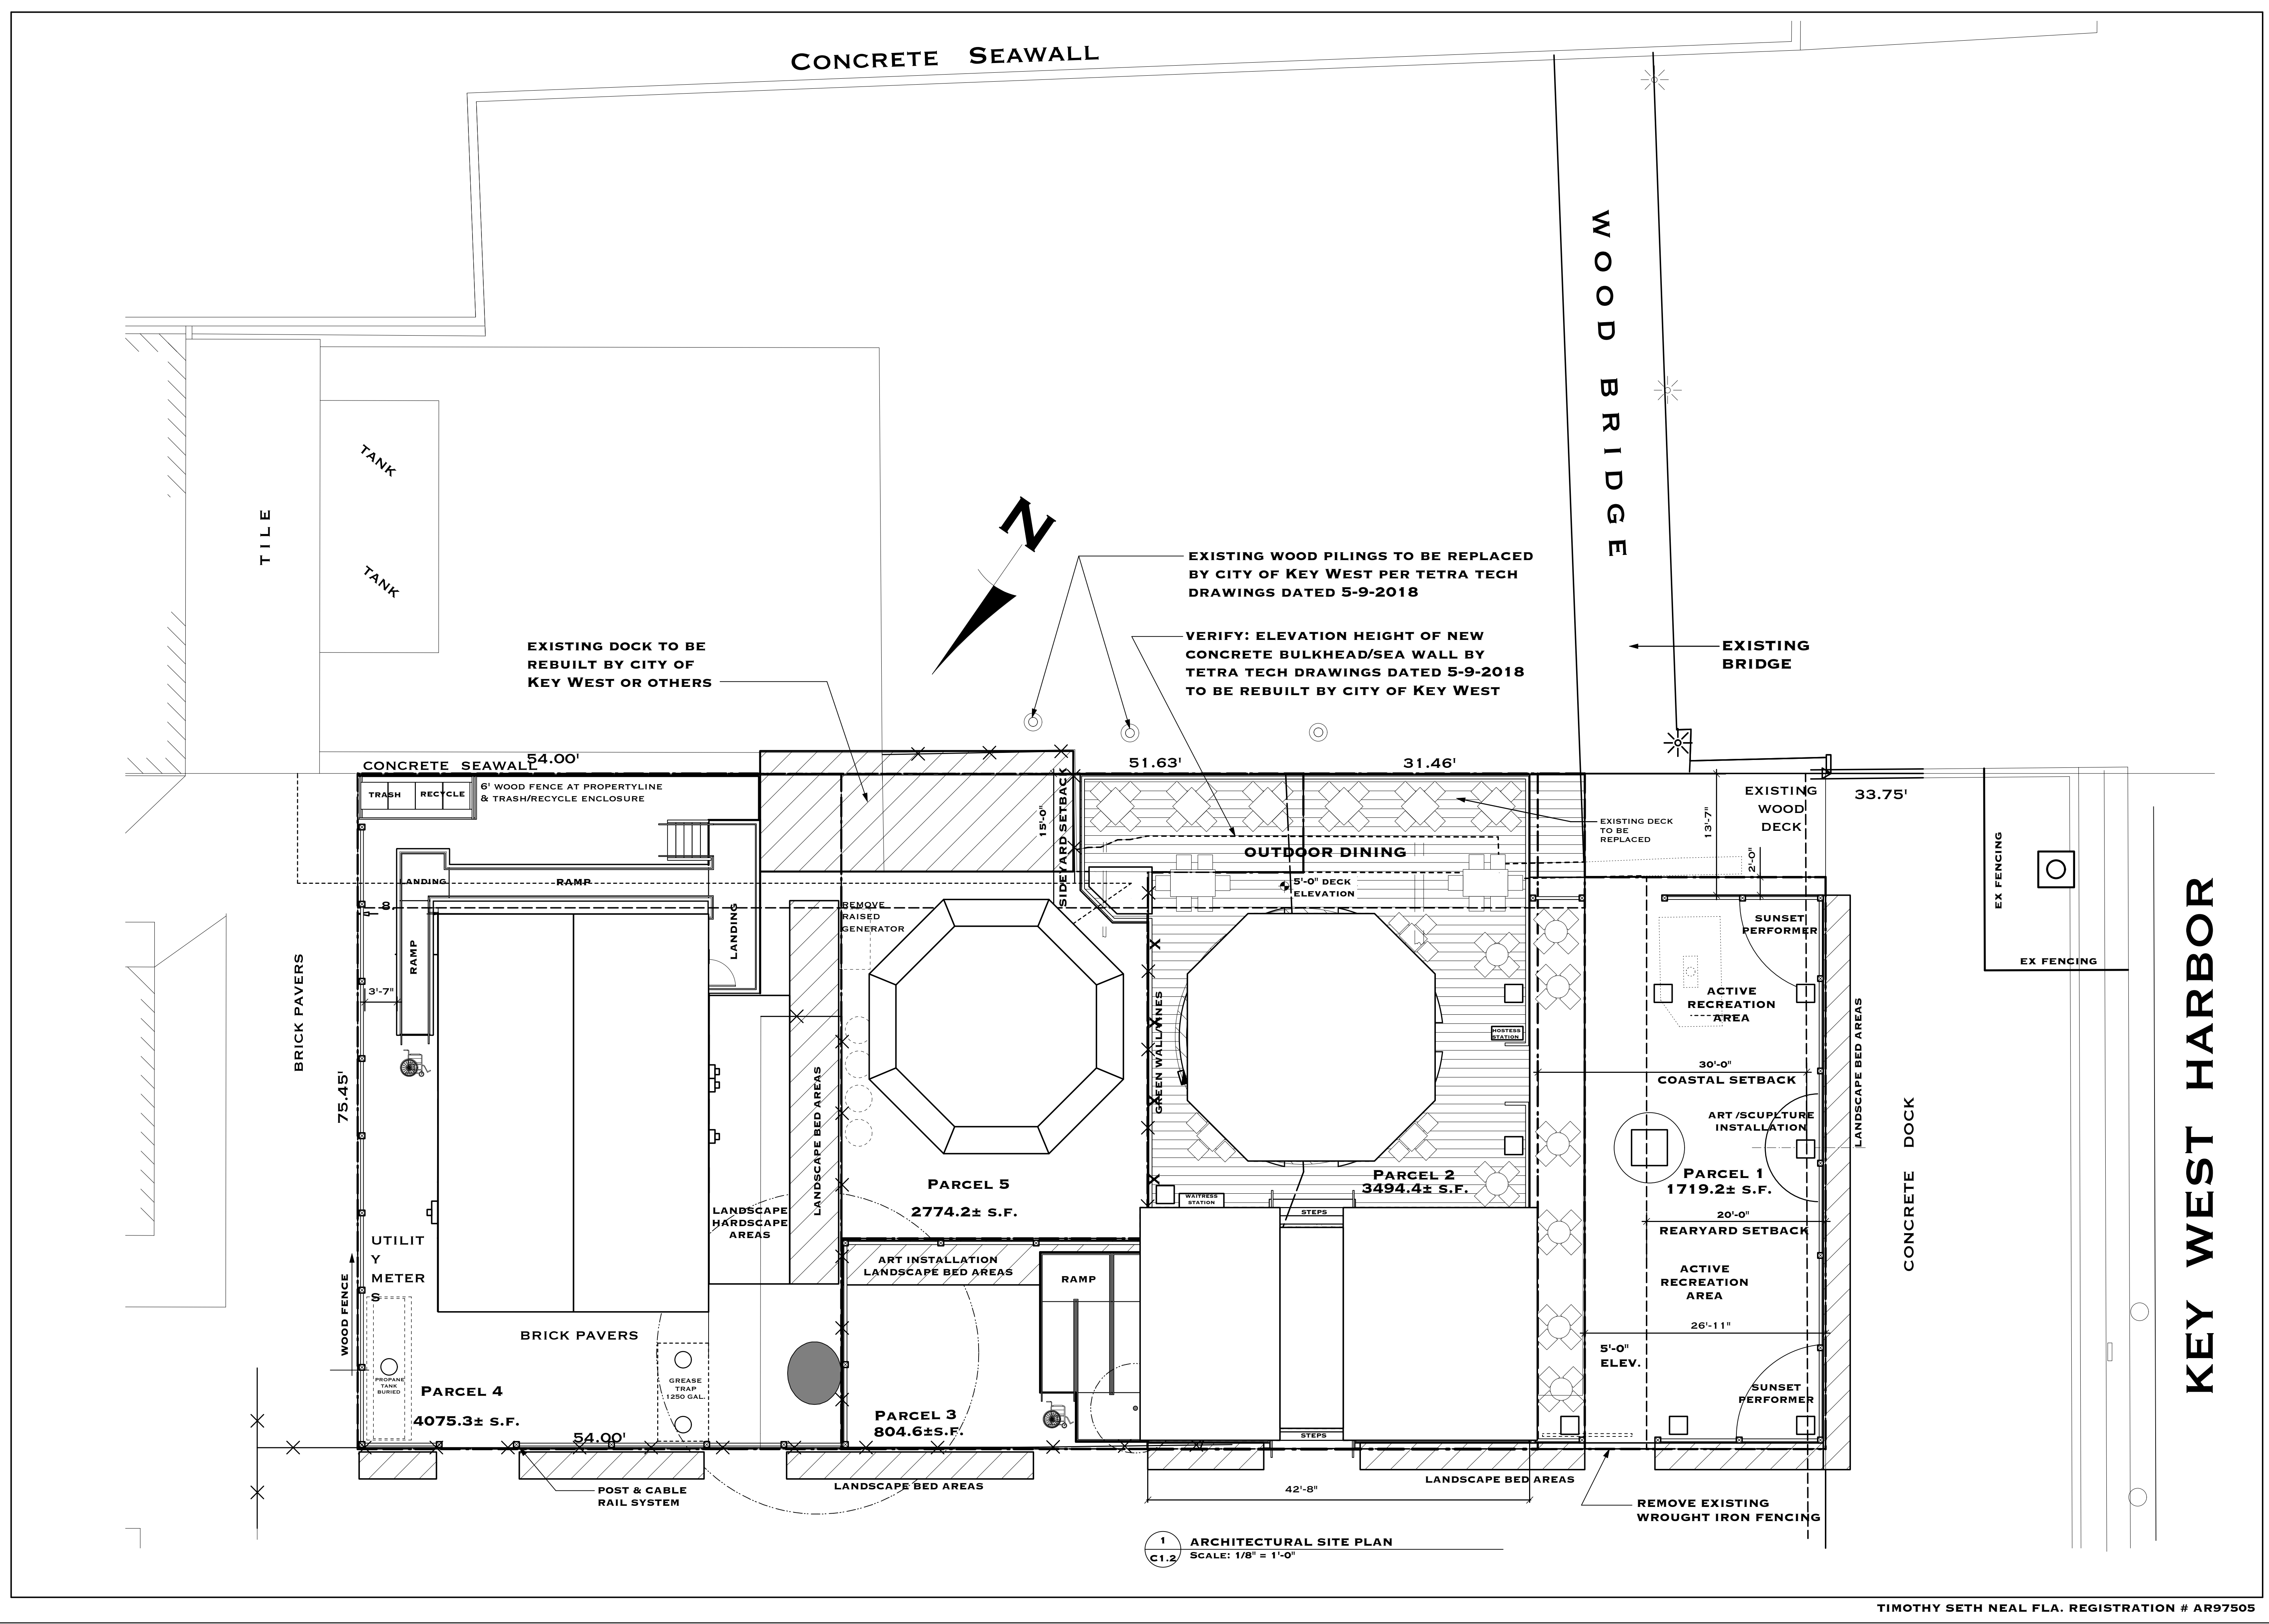 CONCRETE SEAWALL
WOOD BRIDGE
TANK
TANK
TILE
N
EXISTING WOOD PILINGS TO BE REPLACED
BY CITY OF KEY WEST PER TETRA TECH
DRAWINGS DATED 5-9-2018
VERIFY: ELEVATION HEIGHT OF NEW
CONCRETE BULKHEAD/SEA WALL BY
TETRA TECH DRAWINGS DATED 5-9-2018
TO BE REBUILT BY CITY OF KEY WEST
EXISTING DOCK TO BE
REBUILT BY CITY OF
KEY WEST OR OTHERS
EXISTING
BRIDGE
CONCRETE SEAWALL
54.00'
51.63'
31.46'
33.75'
TRASH
RECYCLE
6' WOOD FENCE AT PROPERTYLINE
& TRASH/RECYCLE ENCLOSURE
15'-0"
SIDEYARD SETBACK
OUTDOOR DINING
5'-0" DECK
ELEVATION
EXISTING DECK
TO BE
REPLACED
13'-7"
2'-0"
EXISTING
WOOD
DECK
EX FENCING
EX FENCING
LANDING
RAMP
8.
RAMP
LANDING
3'-7"
REMOVE
RAISED
GENERATOR
BRICK PAVERS
75.45'
WOOD FENCE
LANDSCAPE BED AREAS
GREEN WALL/VINES
HOSTESS
STATION
SUNSET
PERFORMER
ACTIVE
RECREATION
AREA
30'-0"
COASTAL SETBACK
ART /SCUPLTURE
INSTALLATION
PARCEL 1
1719.2± S.F.
20'-0"
REARYARD SETBACK
ACTIVE
RECREATION
AREA
26'-11"
5'-0"
ELEV.
SUNSET
PERFORMER
LANDSCAPE BED AREAS
CONCRETE DOCK
KEY WEST HARBOR
PARCEL 5
2774.2± S.F.
PARCEL 2
3494.4± S.F.
WAITRESS
STATION
STEPS
STEPS
LANDSCAPE
HARDSCAPE
AREAS
ART INSTALLATION
LANDSCAPE BED AREAS
RAMP
UTILIT
Y
METER
S
BRICK PAVERS
PROPANE
TANK
BURIED
GREASE
TRAP
1250 GAL.
PARCEL 4
4075.3± S.F.
PARCEL 3
804.6±S.F.
54.00'
POST & CABLE
RAIL SYSTEM
LANDSCAPE BED AREAS
LANDSCAPE BED AREAS
42'-8"
REMOVE EXISTING
WROUGHT IRON FENCING
1
C1.2
ARCHITECTURAL SITE PLAN
SCALE: 1/8" = 1'-0"
TIMOTHY SETH NEAL FLA. REGISTRATION # AR97505